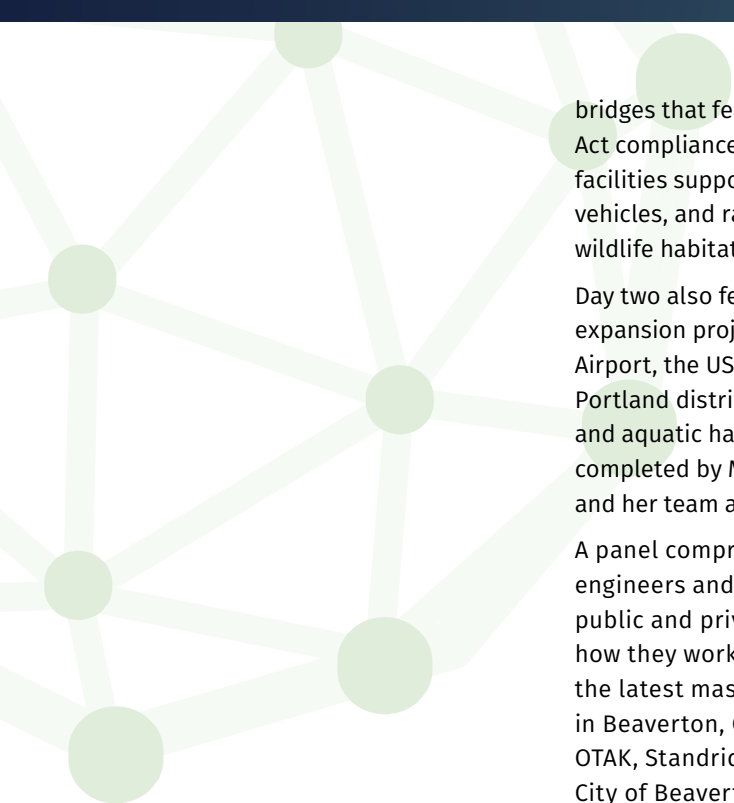 bridges that fe
Act compliance
facilities suppo
vehicles, and ra
wildlife habitat
Day two also fe
expansion proj
Airport, the US
Portland distri
and aquatic ha
completed by M
and her team a
A panel compr
engineers and
public and priv
how they work
the latest mas
in Beaverton, O
OTAK, Standrid
City of Beavert